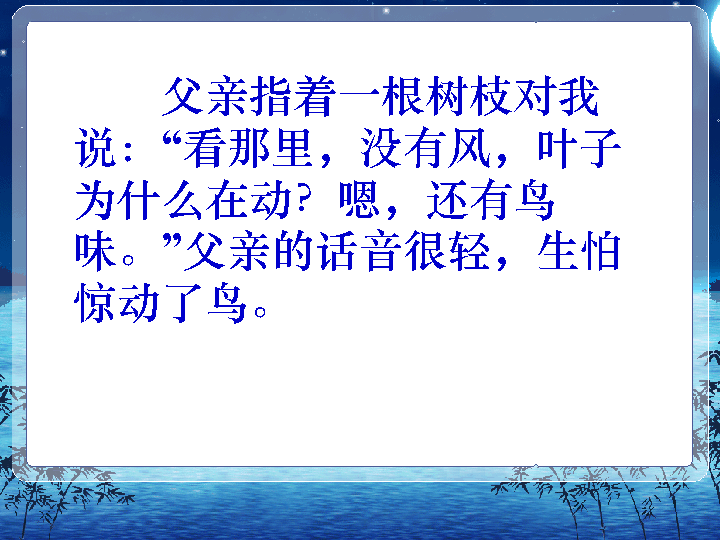 父亲指着一根树枝对我
说：“看那里，没有风，叶子
为什么在动？嗯，还有鸟
味。”父亲的话音很轻，生怕
惊动了鸟。